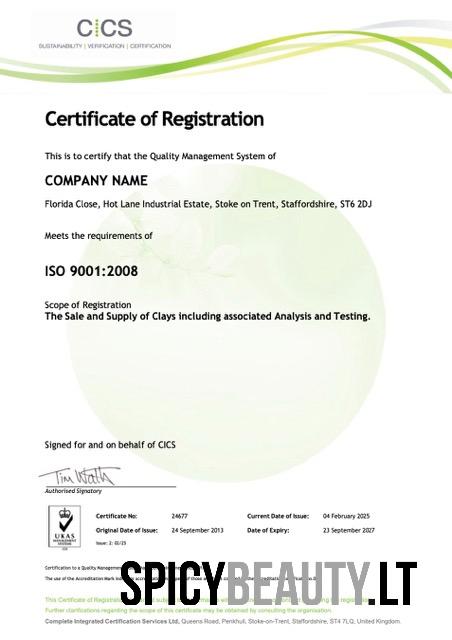 CICS
SUSTAINABILITY | VERIFICATION | CERTIFICATION
Certificate of Registration
This is to certify that the Quality Management System of
COMPANY NAME
Florida Close, Hot Lane Industrial Estate, Stoke on Trent, Staffordshire, ST6 2DJ
Meets the requirements of
ISO 9001:2008
Scope of Registration
The Sale and Supply of Clays including associated Analysis and Testing.
Signed for and on behalf of CICS
Tim Wath
Authorised Signatory
UKAS
MANAGEMENT
SYSTEMS
Certificate No: 24677 Current Date of Issue: 04 February 2025
Original Date of Issue: 24 September 2013 Date of Expiry: 23 September 2027
Issue: 2: 02/25
Certification to a Quality
The use of the Accreditation Mark
SPICYBEAUTY.LT
This Certificate of
Further clarifications regarding the scope of this certificate may be obtained by consulting the organisation.
Complete Integrated Certification Services Ltd, Queens Road, Penkhull, Stoke-on-Trent, Staffordshire, ST4 7LQ, United Kingdom.